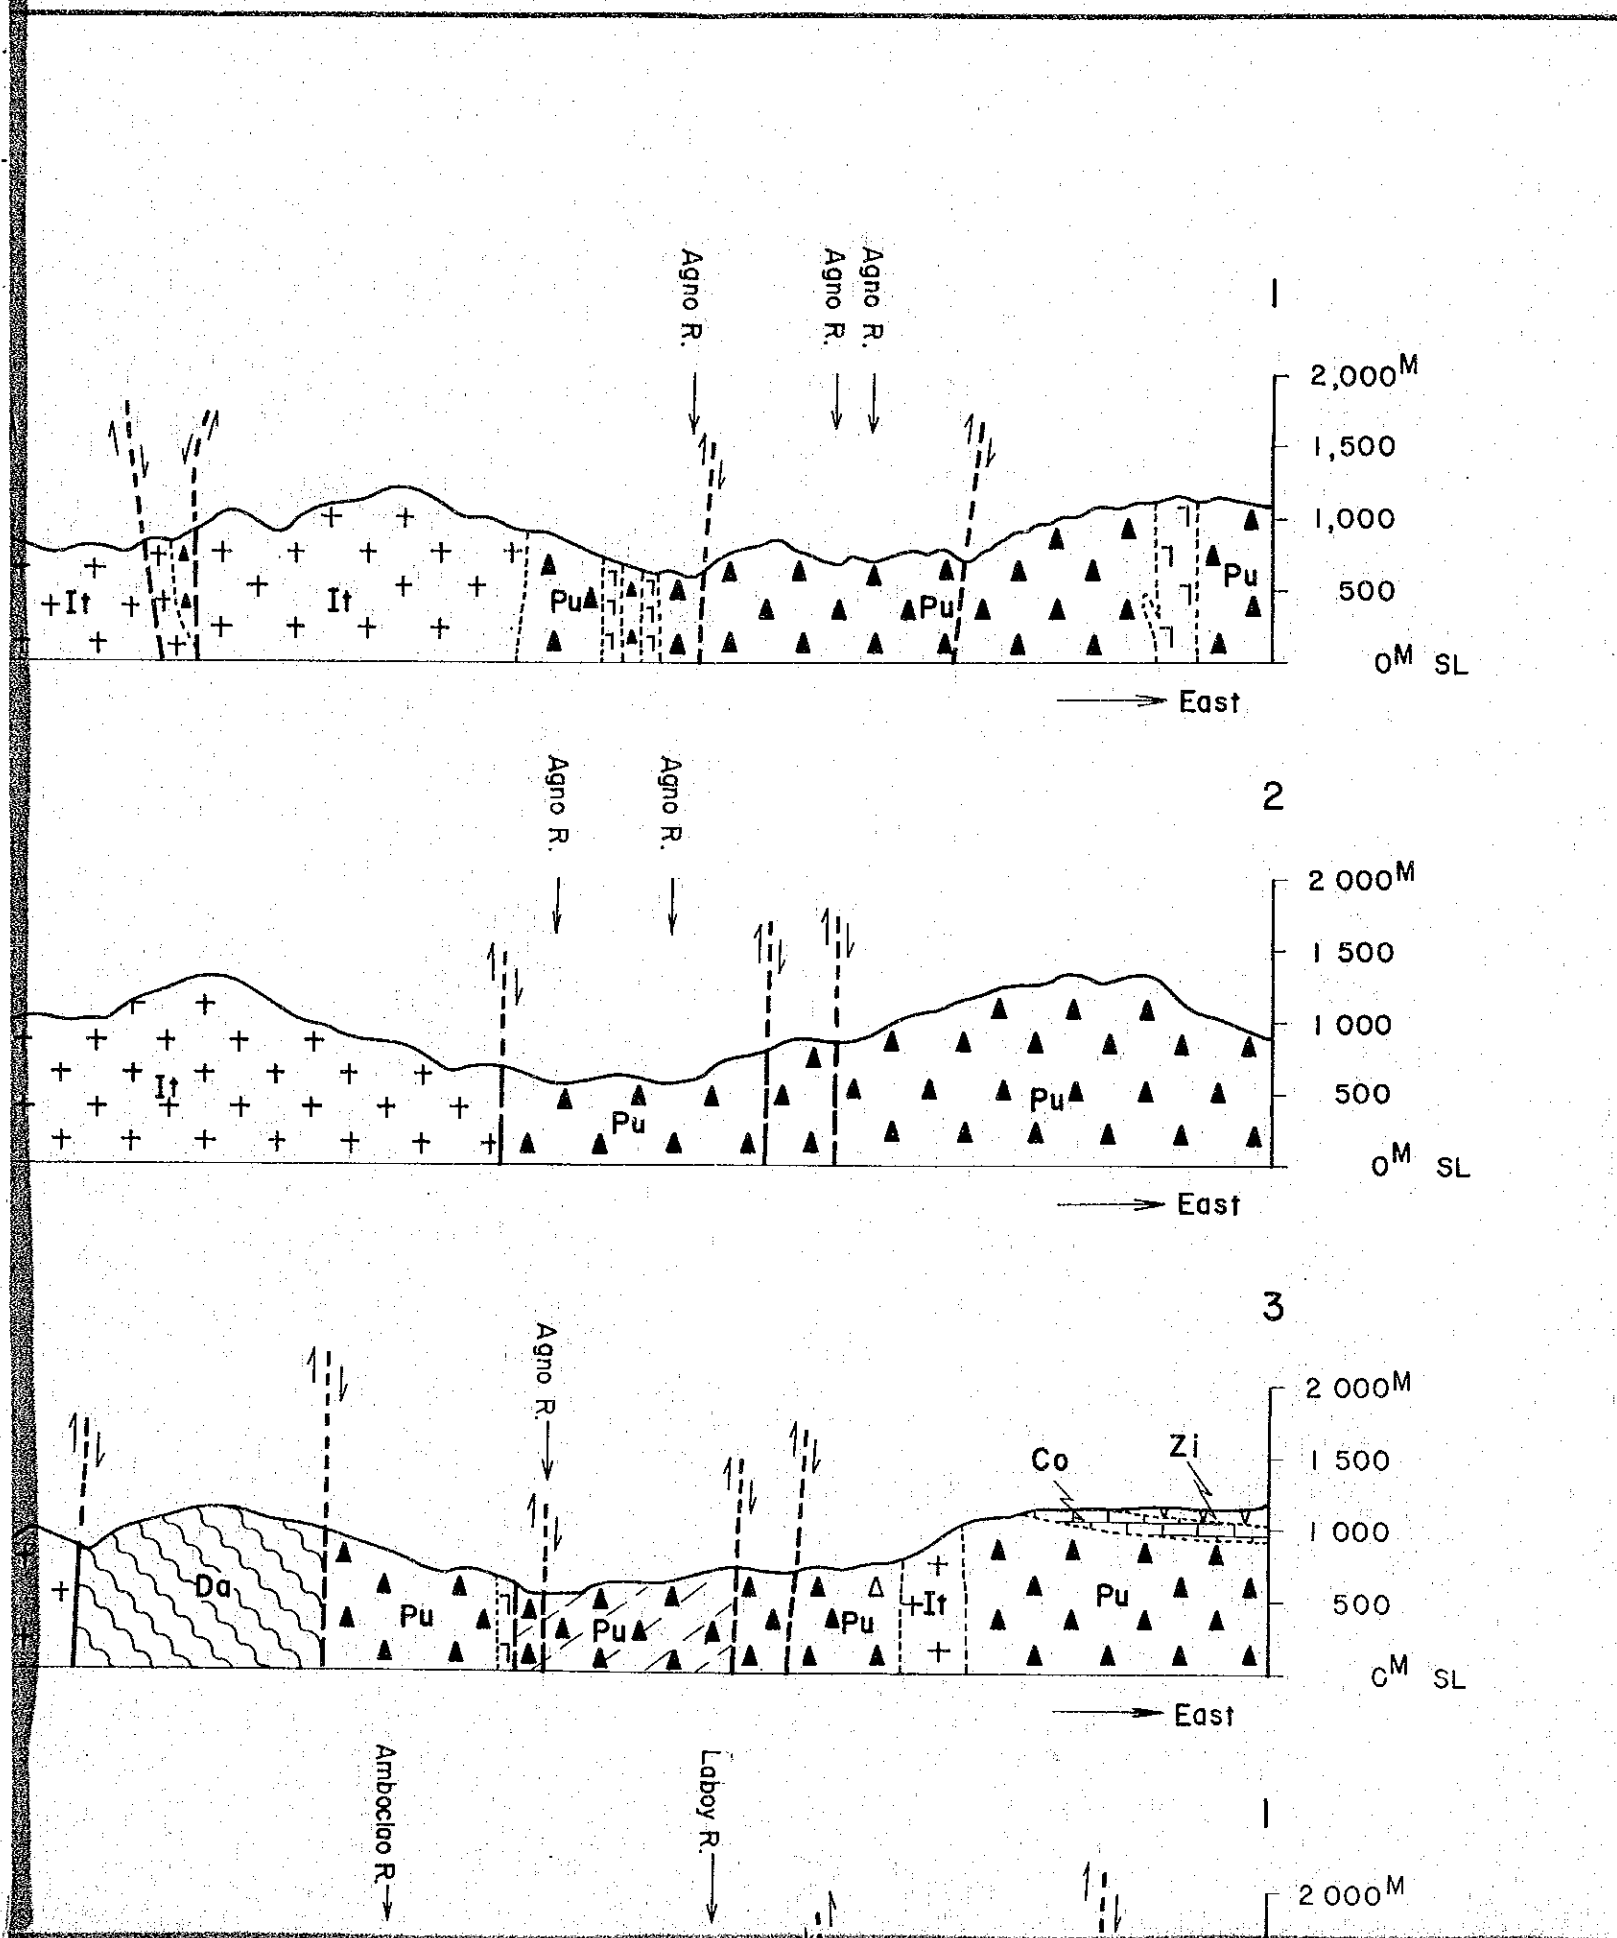 Agno R.
Agno R.
Agno R.
1
2,000M
1,500
1,000
500
0M SL
It
It
Pu
Pu
Pu
East
Agno R.
Agno R.
2
2 000M
1 500
1 000
500
0M SL
It
Pu
Pu
East
Agno R.
3
2 000M
1 500
1 000
500
0M SL
Co
Zi
Da
Pu
Pu
Pu
It
Pu
East
Amboclao R.
Laboy R.
1
2 000M